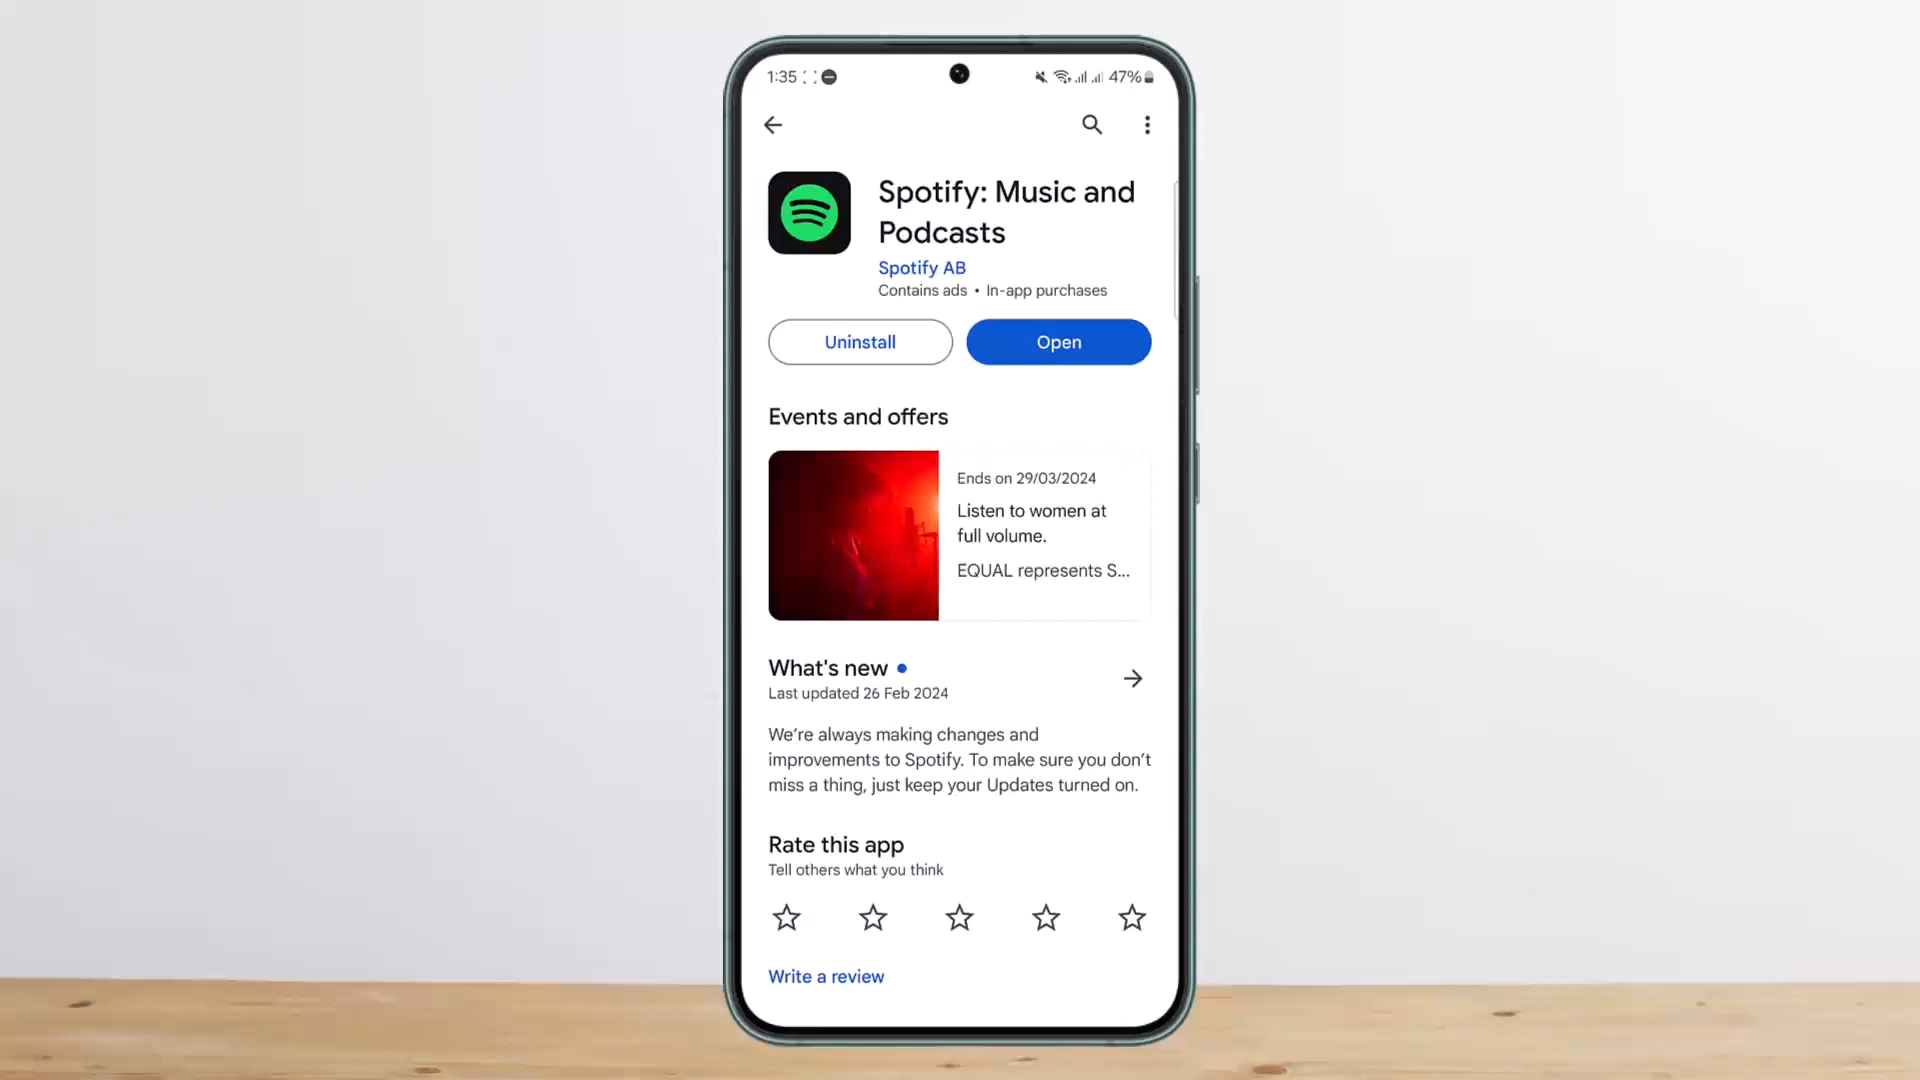 1:35
47%
Spotify: Music and
Podcasts
Spotify AB
Contains ads • In-app purchases
Uninstall
Open
Events and offers
Ends on 29/03/2024
Listen to women at
full volume.
EQUAL represents S...
What's new
Last updated 26 Feb 2024
We’re always making changes and
improvements to Spotify. To make sure you don’t
miss a thing, just keep your Updates turned on.
Rate this app
Tell others what you think
Write a review